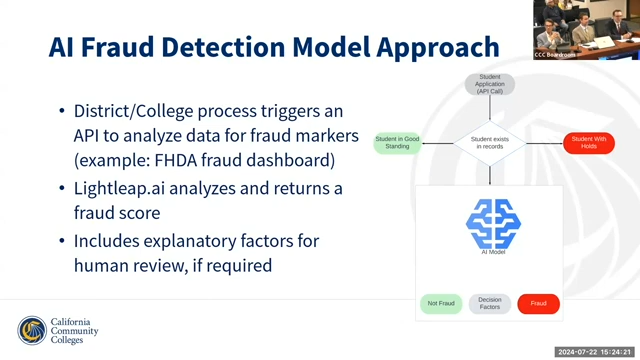 AI Fraud Detection Model Approach
CCC Boardroom
• District/College process triggers an
API to analyze data for fraud markers
(example: FHDA fraud dashboard)
• Lightleap.ai analyzes and returns a
fraud score
• Includes explanatory factors for
human review, if required
Student
Application
(API Call)
Student in Good
Standing
Student exists
in records
Student With
Holds
AI Model
Not Fraud
Decision
Factors
Fraud
California
Community
Colleges
2024-07-22 15:24:21